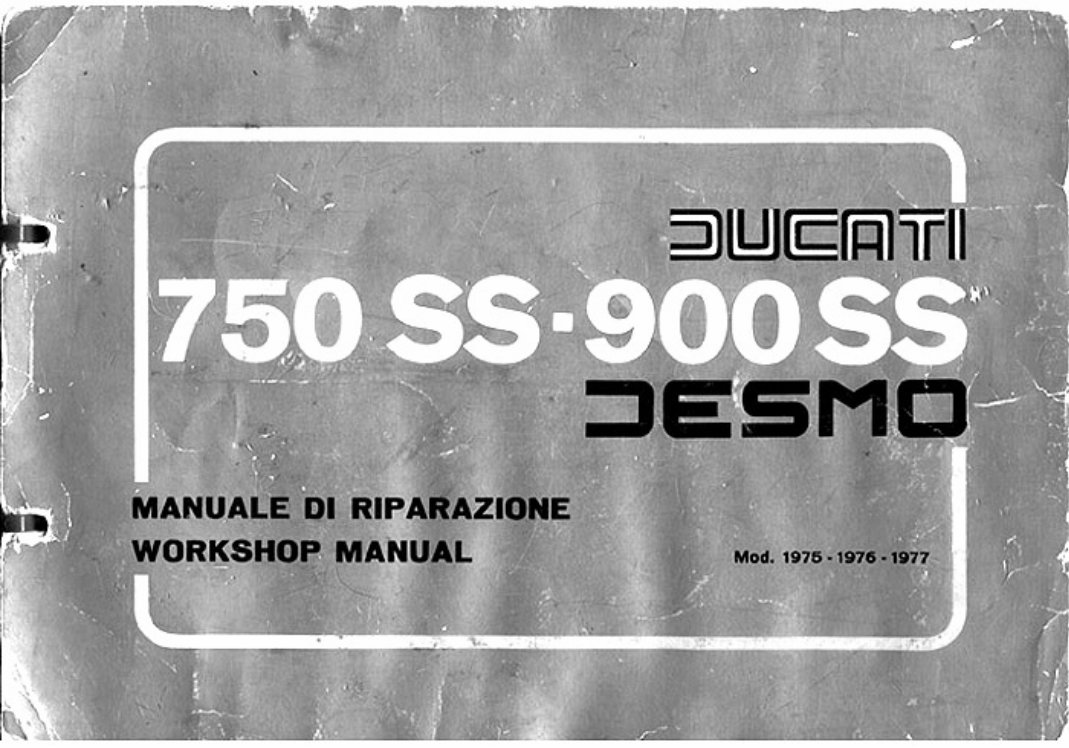 DUCATI
750 SS·900 SS
DESMO
MANUALE DI RIPARAZIONE
WORKSHOP MANUAL
Mod. 1975 - 1976 - 1977